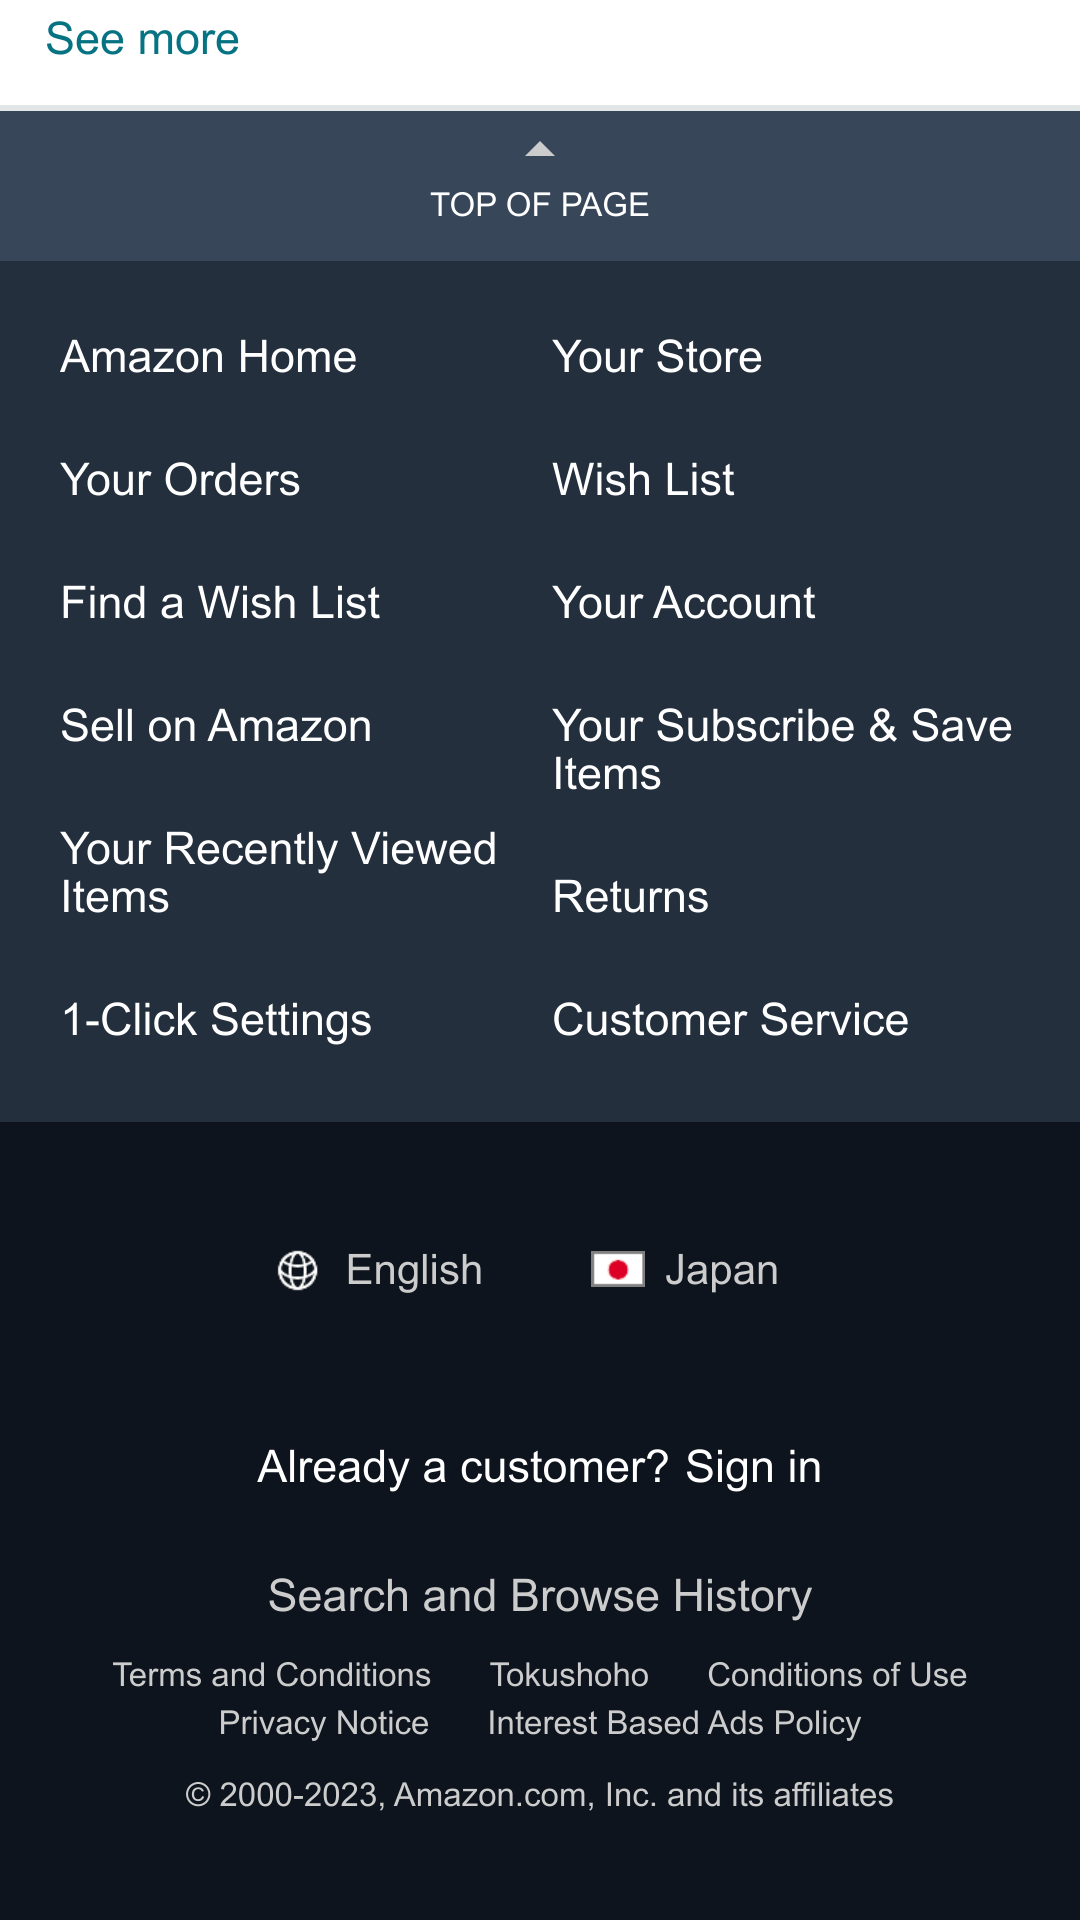 See more
TOP OF PAGE
Amazon Home
Your Store
Your Orders
Wish List
Find a Wish List
Your Account
Sell on Amazon
Your Subscribe & Save
Items
Your Recently Viewed
Items
Returns
1-Click Settings
Customer Service
English
Japan
Already a customer? Sign in
Search and Browse History
Terms and Conditions Tokushoho Conditions of Use
Privacy Notice Interest Based Ads Policy
© 2000-2023, Amazon.com, Inc. and its affiliates